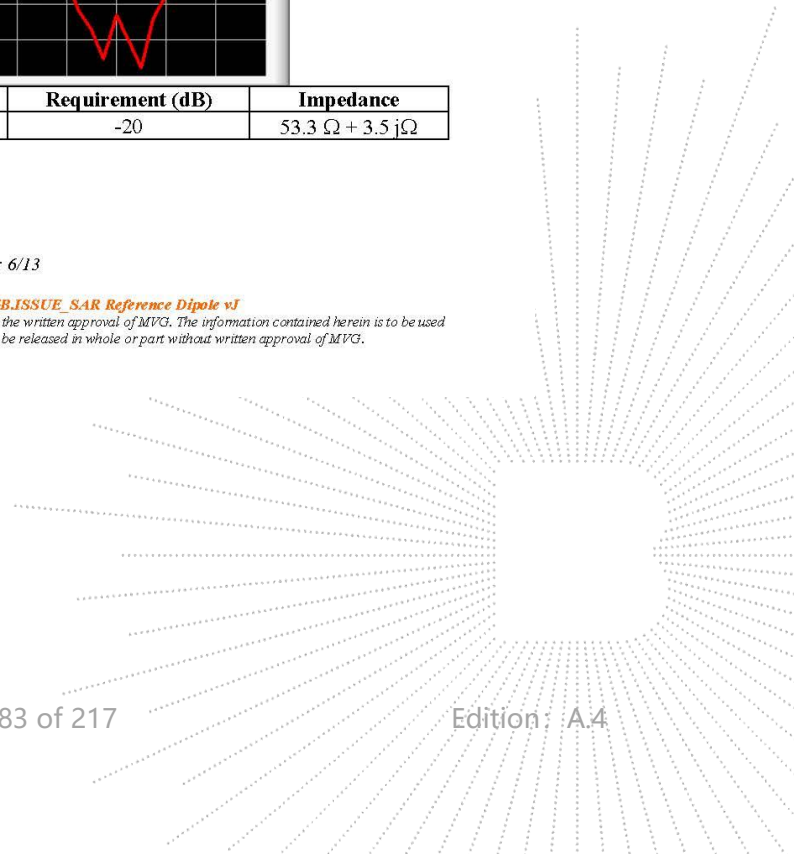 Requirement (dB) Impedance
-20 53.3 Ω + 3.5 jΩ
6/13
B.ISSUE_SAR Reference Dipole vJ
the written approval of MVG. The information contained herein is to be used
be released in whole or part without written approval of MVG.
83 of 217 Edition: A.4